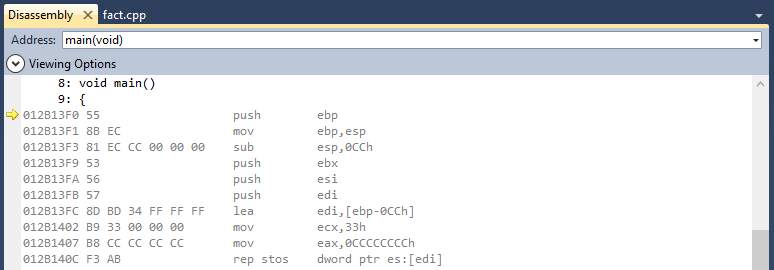 Disassembly fact.cpp
Address: main(void)
Viewing Options
8: void main()
9: {
012B13F0 55 push ebp
012B13F1 8B EC mov ebp,esp
012B13F3 81 EC CC 00 00 00 sub esp,0CCh
012B13F9 53 push ebx
012B13FA 56 push esi
012B13FB 57 push edi
012B13FC 8D BD 34 FF FF FF lea edi,[ebp-0CCh]
012B1402 B9 33 00 00 00 mov ecx,33h
012B1407 B8 CC CC CC CC mov eax,0CCCCCCCCh
012B140C F3 AB rep stos dword ptr es:[edi]